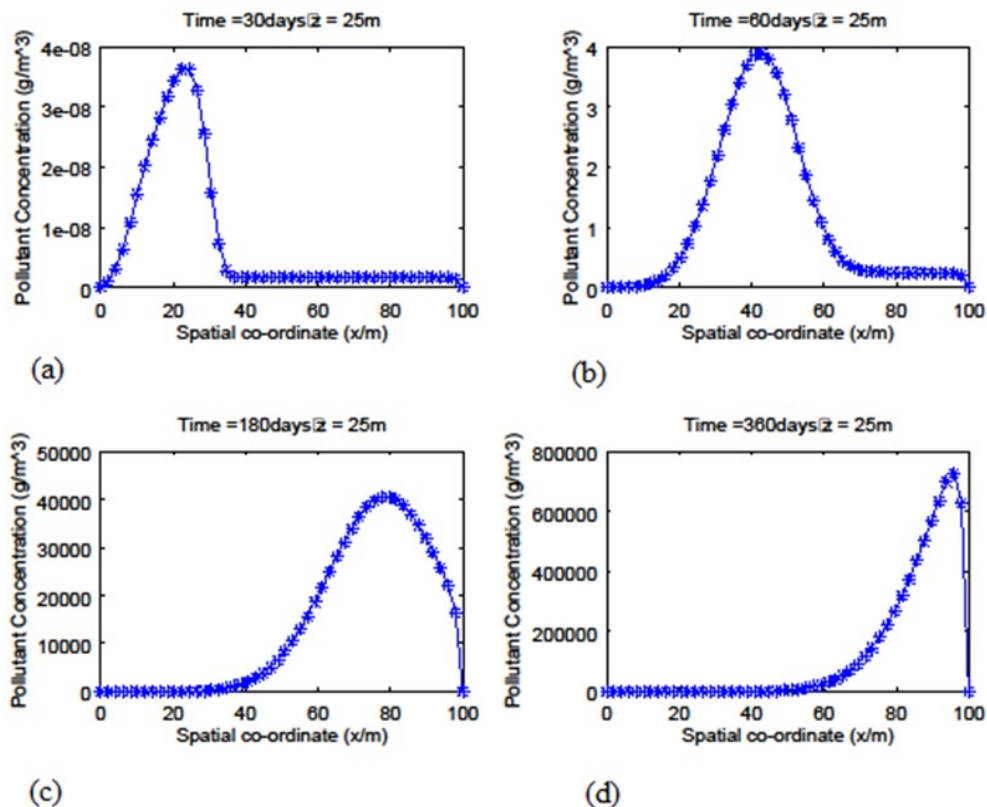 Time =30days�z = 25m
Pollutant Concentration (g/m^3)
4e-08
3e-08
2e-08
1e-08
0
0 20 40 60 80 100
Spatial co-ordinate (x/m)
(a)
Time =60days�z = 25m
Pollutant Concentration (g/m^3)
4
3
2
1
0
0 20 40 60 80 100
Spatial co-ordinate (x/m)
(b)
Time =180days�z = 25m
Pollutant Concentration (g/m^3)
50000
40000
30000
20000
10000
0
0 20 40 60 80 100
Spatial co-ordinate (x/m)
(c)
Time =360days�z = 25m
Pollutant Concentration (g/m^3)
800000
600000
400000
200000
0
0 20 40 60 80 100
Spatial co-ordinate (x/m)
(d)